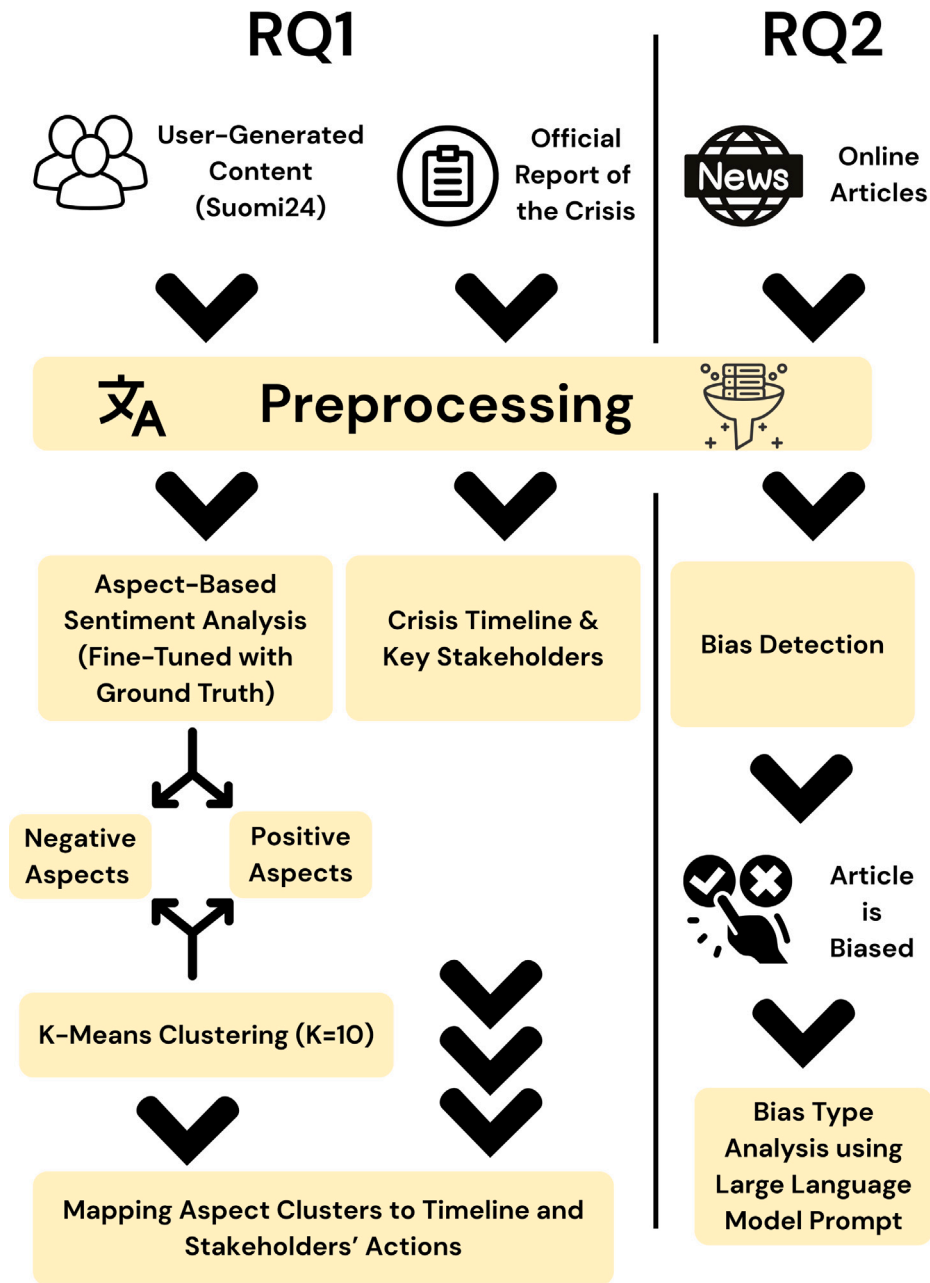 RQ1
RQ2
User-Generated
Content
(Suomi24)
Official
Report of
the Crisis
News
Online
Articles
文A
Preprocessing
Aspect-Based
Sentiment Analysis
(Fine-Tuned with
Ground Truth)
Crisis Timeline &
Key Stakeholders
Bias Detection
Negative
Aspects
Positive
Aspects
Article
is
Biased
K-Means Clustering (K=10)
Mapping Aspect Clusters to Timeline and
Stakeholders’ Actions
Bias Type
Analysis using
Large Language
Model Prompt